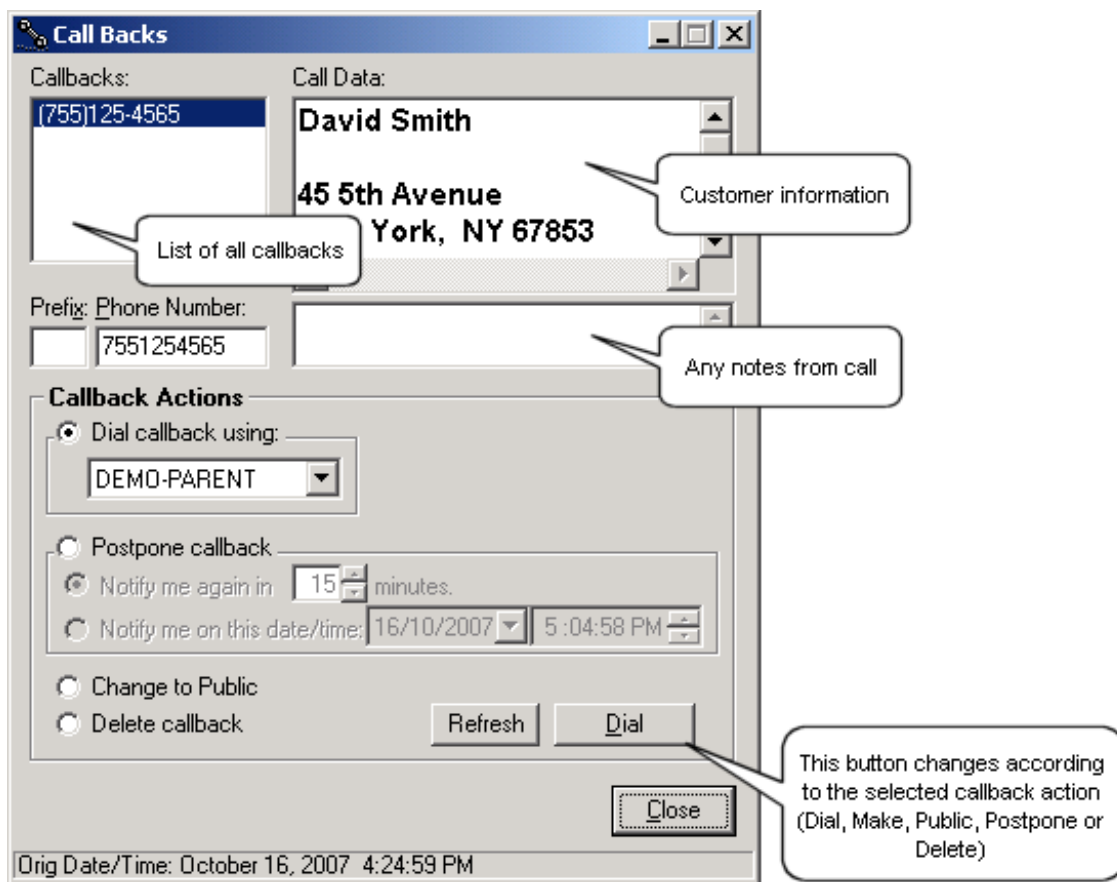 Call Backs
Callbacks:
Call Data:
(755)125-4565
David Smith
45 5th Avenue
York, NY 67853
Customer information
List of all callbacks
Prefix: Phone Number:
7551254565
Any notes from call
Callback Actions
Dial callback using:
DEMO-PARENT
Postpone callback
Notify me again in 15 minutes.
Notify me on this date/time: 16/10/2007 5:04:58 PM
Change to Public
Delete callback
Refresh
Dial
This button changes according
to the selected callback action
(Dial, Make, Public, Postpone or
Delete)
Close
Orig Date/Time: October 16, 2007 4:24:59 PM